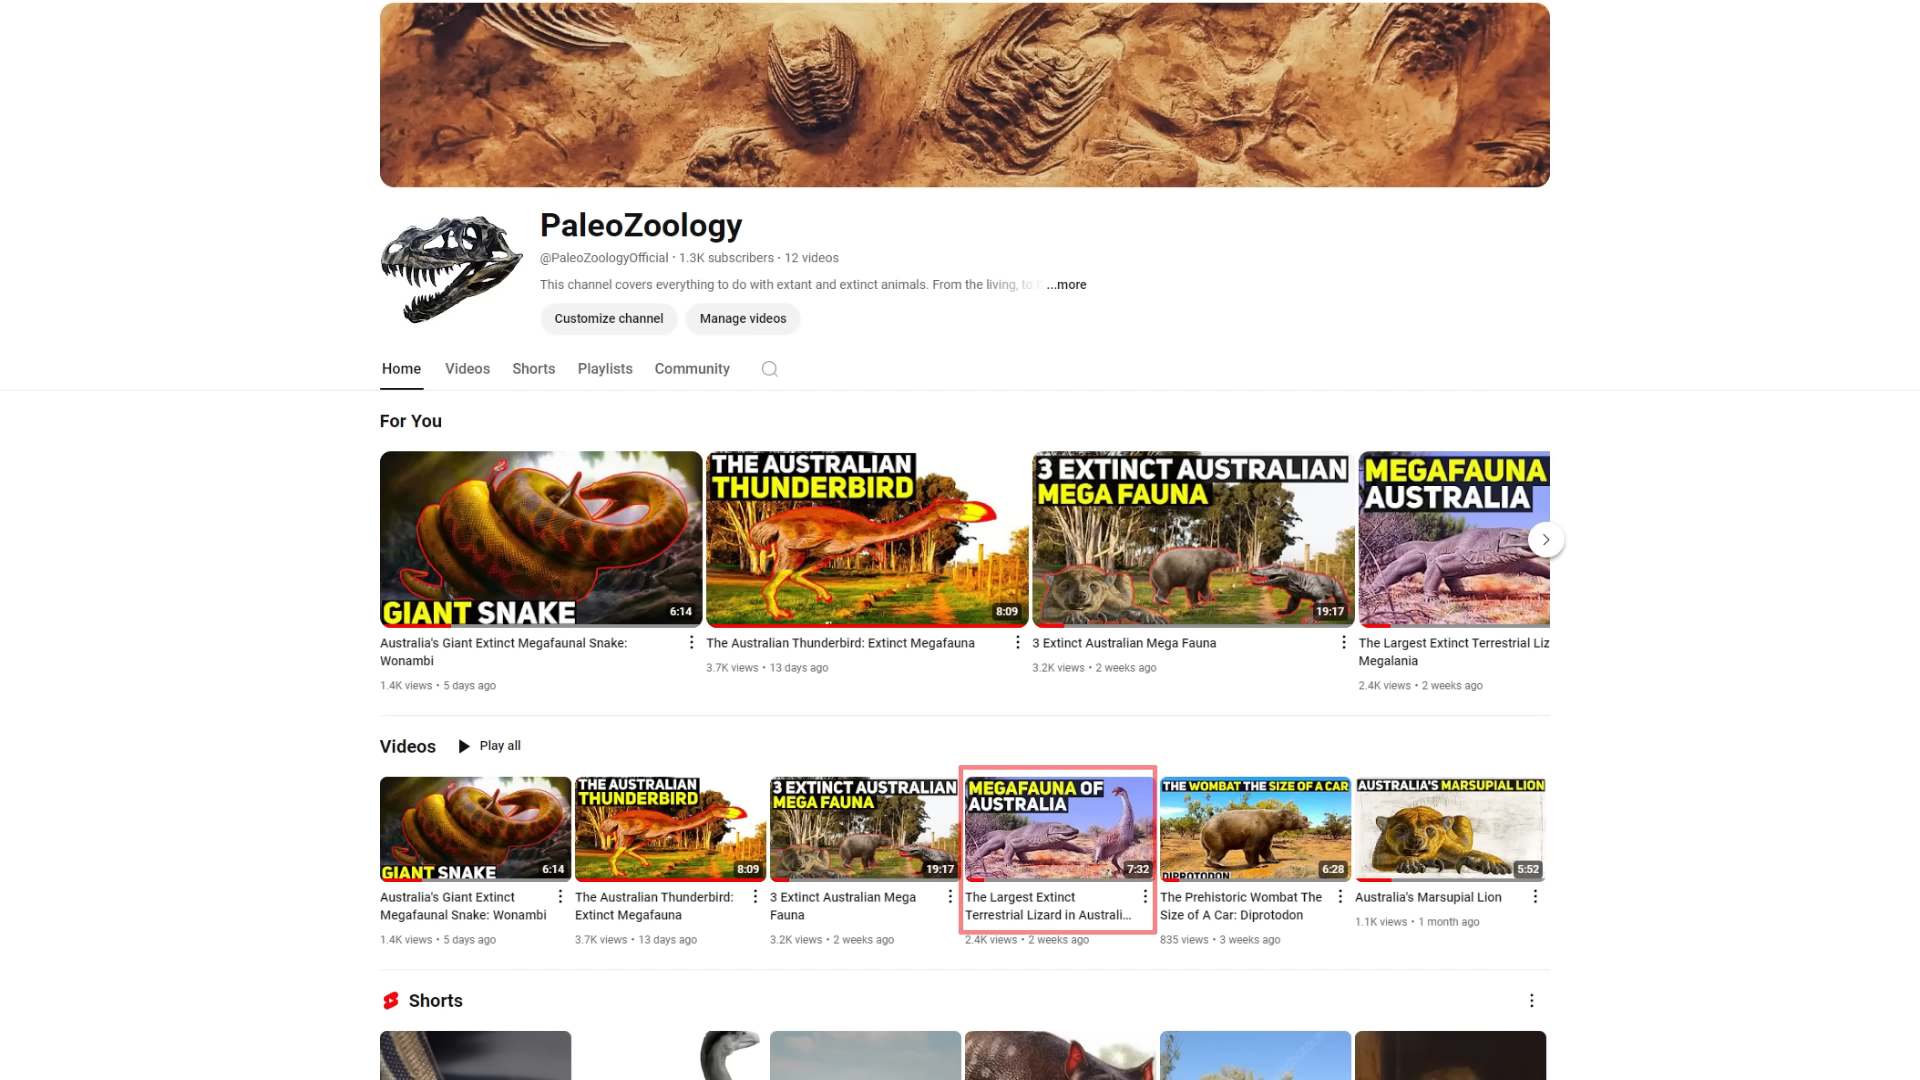 PaleoZoology
@PaleoZoologyOfficial · 1.3K subscribers · 12 videos
This channel covers everything to do with extant and extinct animals. From the living, to ...more
Customize channel
Manage videos
Home
Videos
Shorts
Playlists
Community
For You
GIANT SNAKE
6:14
THE AUSTRALIAN
THUNDERBIRD
8:09
3 EXTINCT AUSTRALIAN
MEGA FAUNA
19:17
MEGAFAUNA
AUSTRALIA
Australia's Giant Extinct Megafaunal Snake:
Wonambi
1.4K views • 5 days ago
The Australian Thunderbird: Extinct Megafauna
3.7K views • 13 days ago
3 Extinct Australian Mega Fauna
3.2K views • 2 weeks ago
The Largest Extinct Terrestrial Liz
Megalania
2.4K views • 2 weeks ago
Videos
Play all
GIANT SNAKE
6:14
THE AUSTRALIAN
THUNDERBIRD
8:09
3 EXTINCT AUSTRALIAN
MEGA FAUNA
19:17
MEGAFAUNA OF
AUSTRALIA
7:32
THE WOMBAT THE SIZE OF A CAR
DIPROTODON
6:28
AUSTRALIA'S MARSUPIAL LION
5:52
Australia's Giant Extinct
Megafaunal Snake: Wonambi
1.4K views • 5 days ago
The Australian Thunderbird:
Extinct Megafauna
3.7K views • 13 days ago
3 Extinct Australian Mega
Fauna
3.2K views • 2 weeks ago
The Largest Extinct
Terrestrial Lizard in Australi...
2.4K views • 2 weeks ago
The Prehistoric Wombat The
Size of A Car: Diprotodon
835 views • 3 weeks ago
Australia's Marsupial Lion
1.1K views • 1 month ago
Shorts